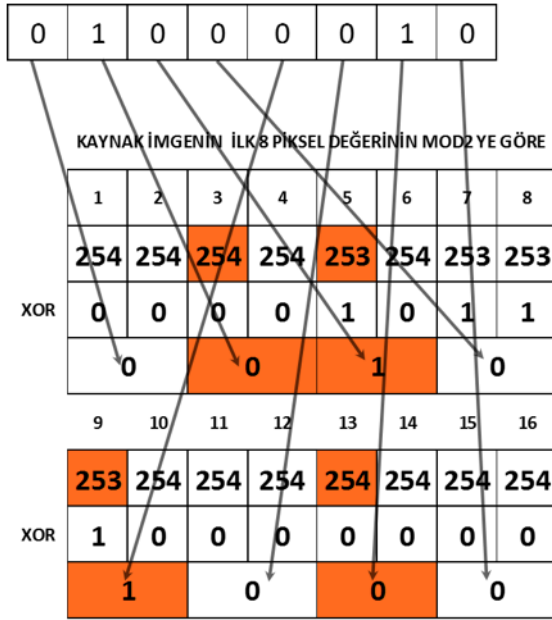 0 1 0 0 0 0 1 0
KAYNAK İMGENİN İLK 8 PİKSEL DEĞERİNİN MOD2 YE GÖRE
1 2 3 4 5 6 7 8
254 254 254 254 253 254 253 253
XOR 0 0 0 0 1 0 1 1
0 0 1 0
9 10 11 12 13 14 15 16
253 254 254 254 254 254 254 254
XOR 1 0 0 0 0 0 0 0
1 0 0 0